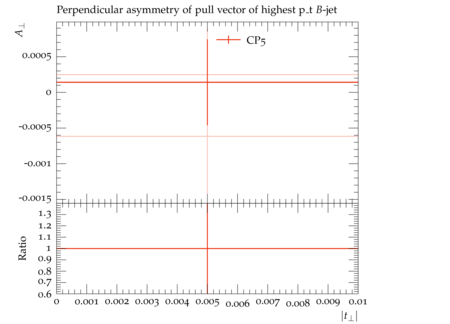 Perpendicular asymmetry of pull vector of highest p_t B-jet
A⊥
CP5
0.0005
0
-0.0005
-0.001
-0.0015
Ratio
1.3
1.2
1.1
1
0.9
0.8
0.7
0.6
0 0.001 0.002 0.003 0.004 0.005 0.006 0.007 0.008 0.009 0.01
|t⊥|